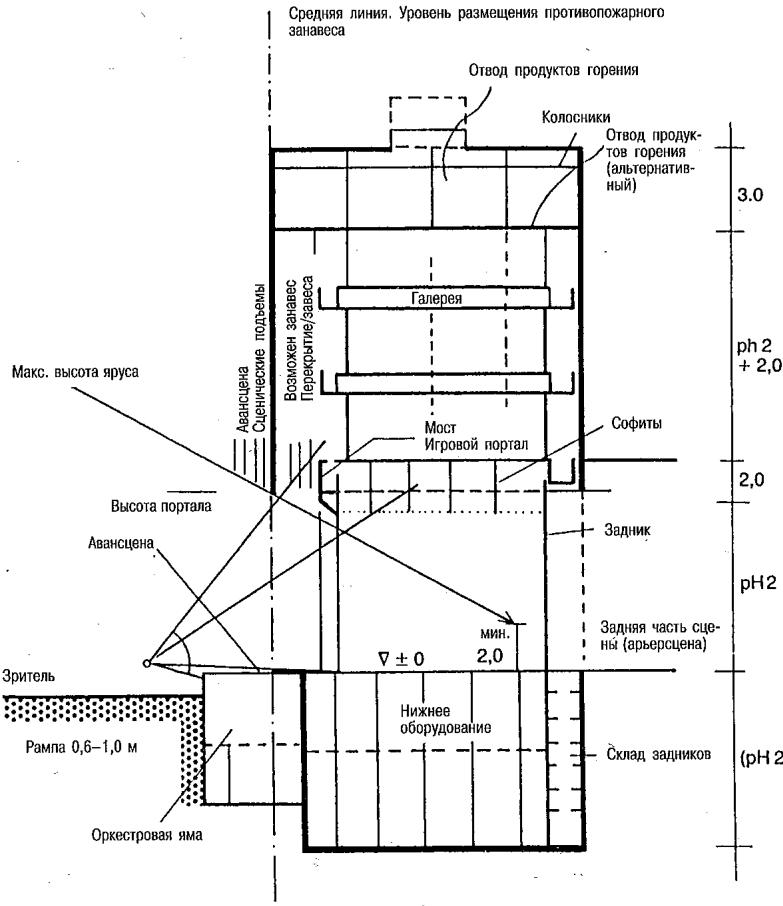 Средняя линия. Уровень размещения противопожарного
занавеса
Отвод продуктов горения
Колосники
Отвод продук-
тов горения
(альтернатив-
ный)
3.0
Галерея
Авансцена
Сценические подъемы
Возможен занавес
Перекрытие/завеса
ph 2
+ 2,0
Макс. высота яруса
Мост
Игровой портал
Софиты
2,0
Высота портала
Авансцена
Задник
pH2
мин.
2,0
∇ ± 0
Задняя часть сце-
ны (арьерсцена)
Зритель
Нижнее
оборудование
Рампа 0,6–1,0 м
Склад задников
(pH 2
Оркестровая яма